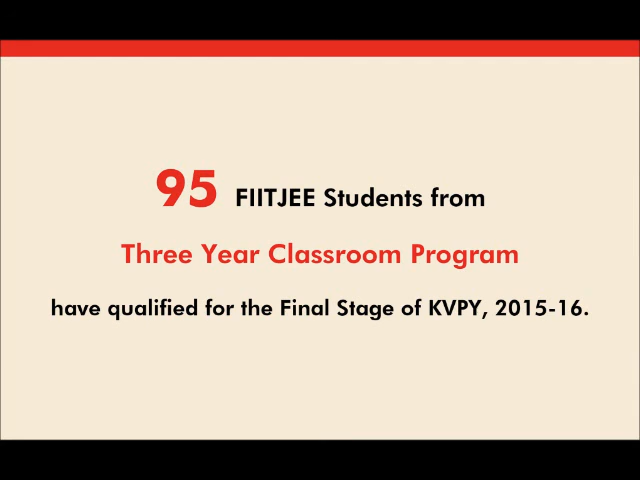 95 FIITJEE Students from
Three Year Classroom Program
have qualified for the Final Stage of KVPY, 2015-16.